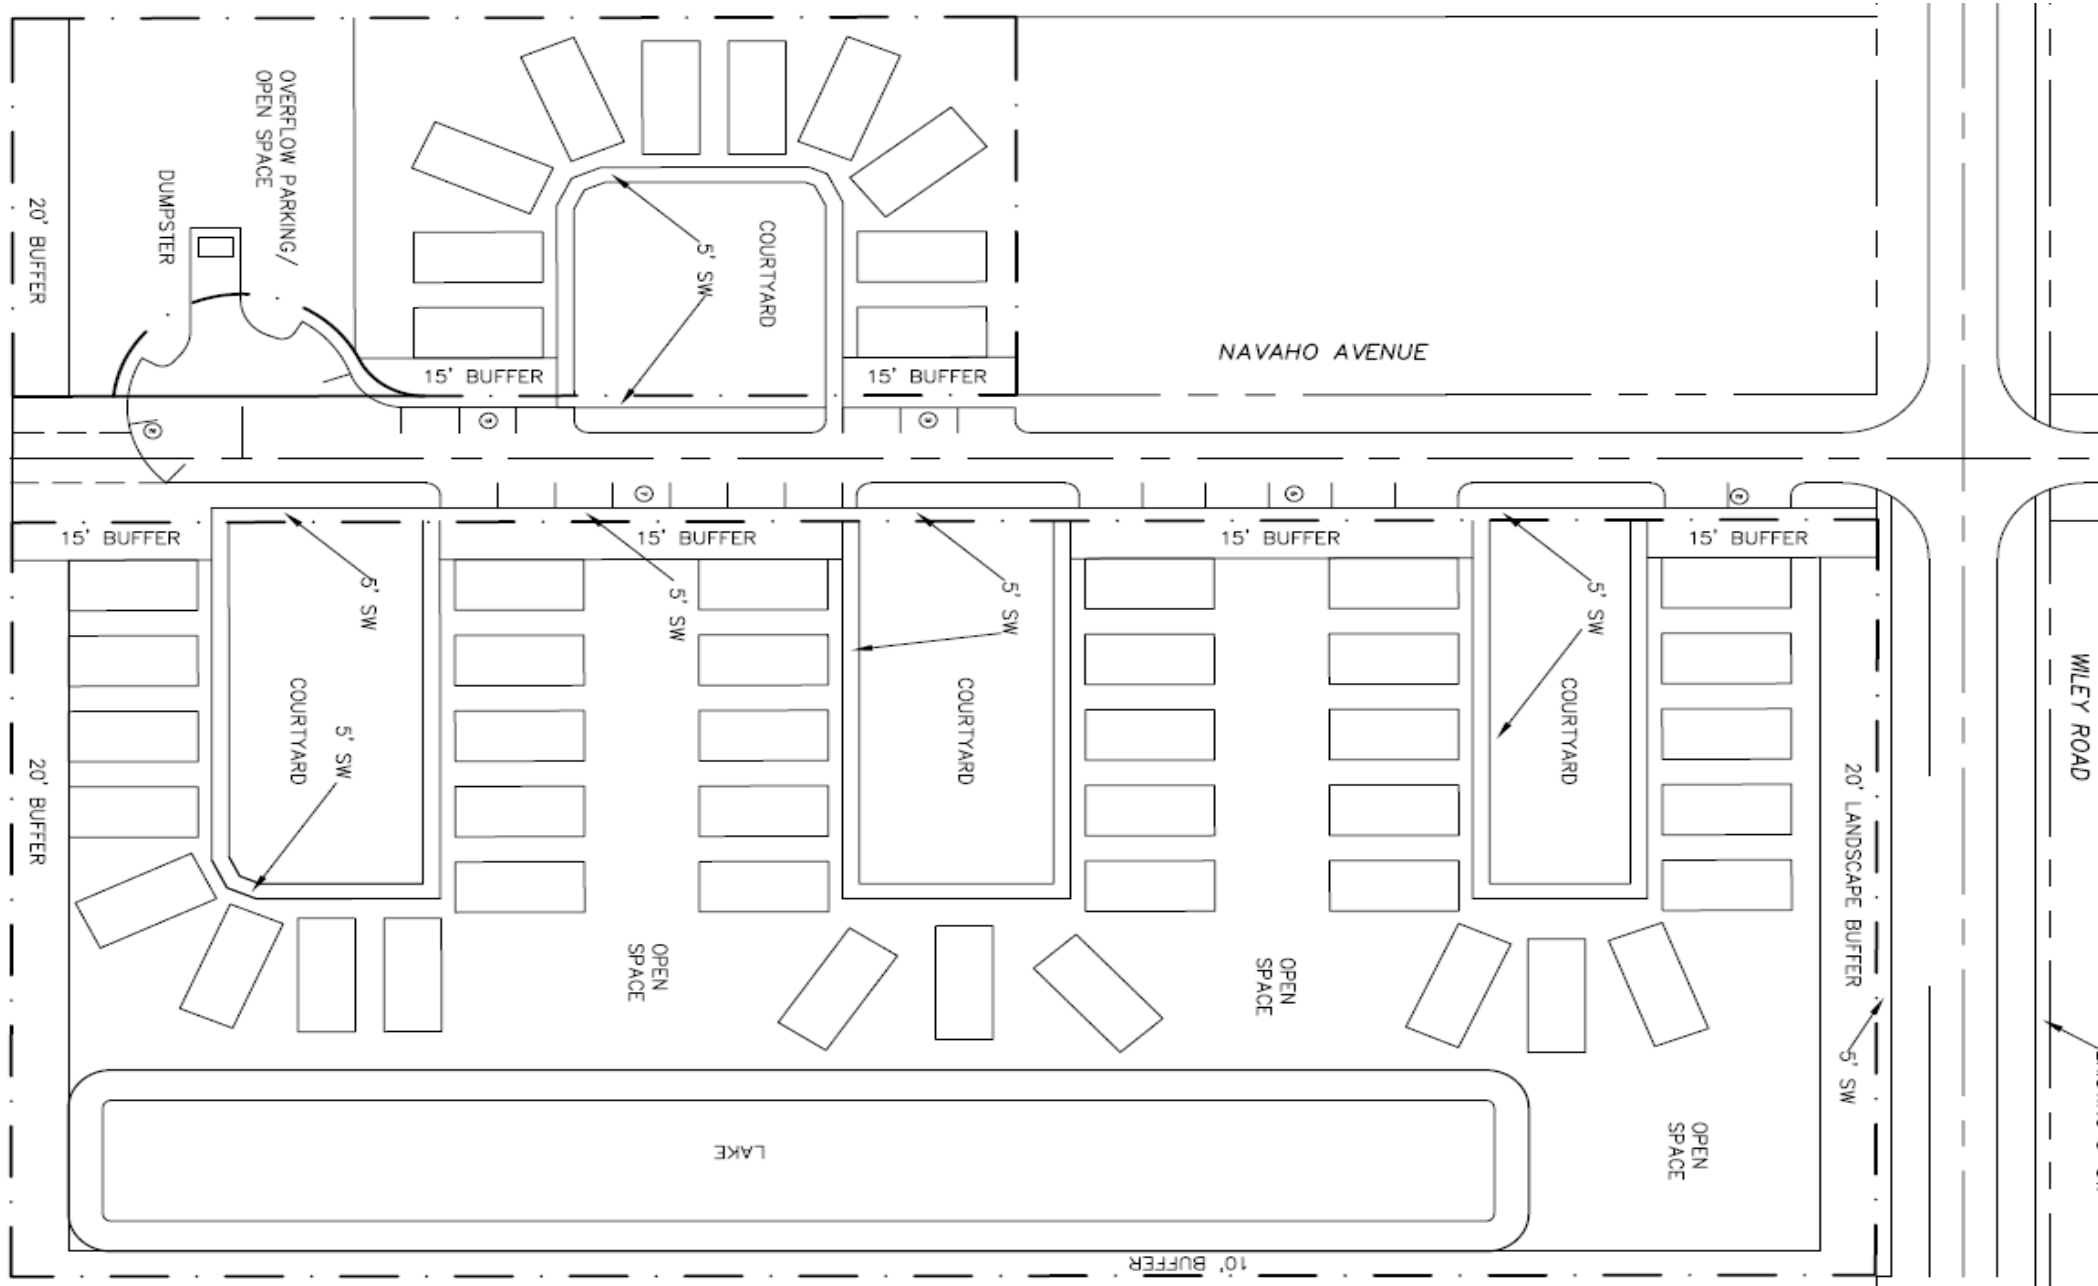 OVERFLOW PARKING/
OPEN SPACE
DUMPSTER
20' BUFFER
COURTYARD
5' SW
15' BUFFER
15' BUFFER
NAVAHO AVENUE
15' BUFFER
15' BUFFER
15' BUFFER
15' BUFFER
5' SW
5' SW
5' SW
5' SW
COURTYARD
5' SW
COURTYARD
COURTYARD
20' BUFFER
20' LANDSCAPE BUFFER
WILEY ROAD
OPEN
SPACE
OPEN
SPACE
5' SW
OPEN
SPACE
LAKE
10' BUFFER